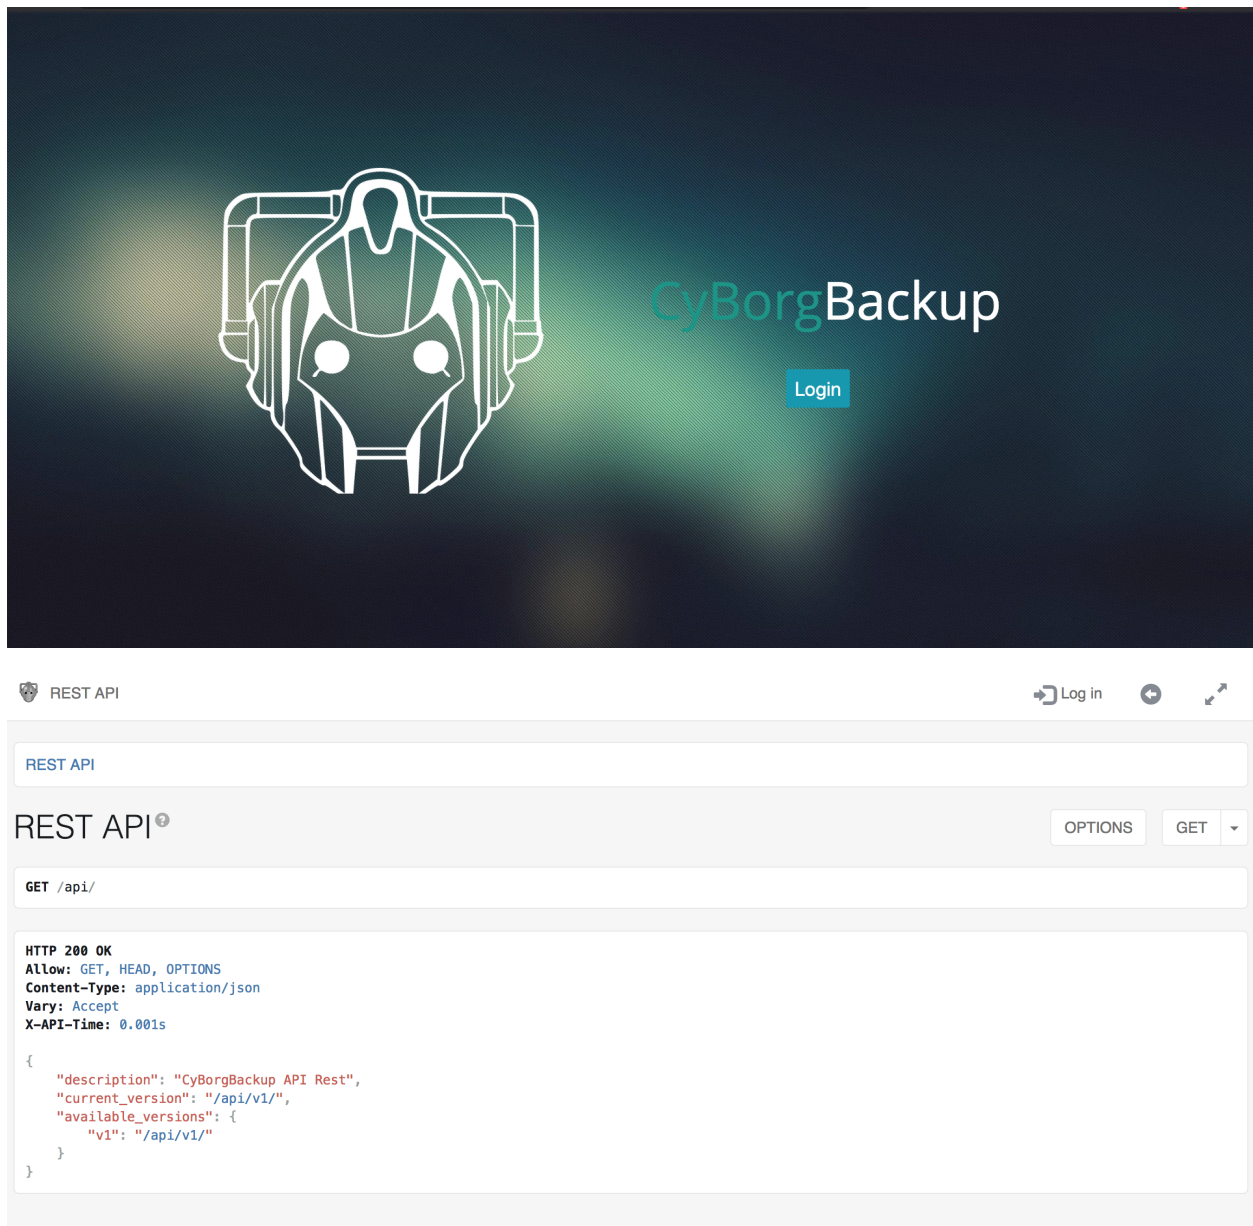 CyBorgBackup
Login
REST API
Log in
REST API
REST API
OPTIONS
GET
GET /api/
HTTP 200 OK
Allow: GET, HEAD, OPTIONS
Content-Type: application/json
Vary: Accept
X-API-Time: 0.001s
{
    "description": "CyBorgBackup API Rest",
    "current_version": "/api/v1/",
    "available_versions": {
        "v1": "/api/v1/"
    }
}